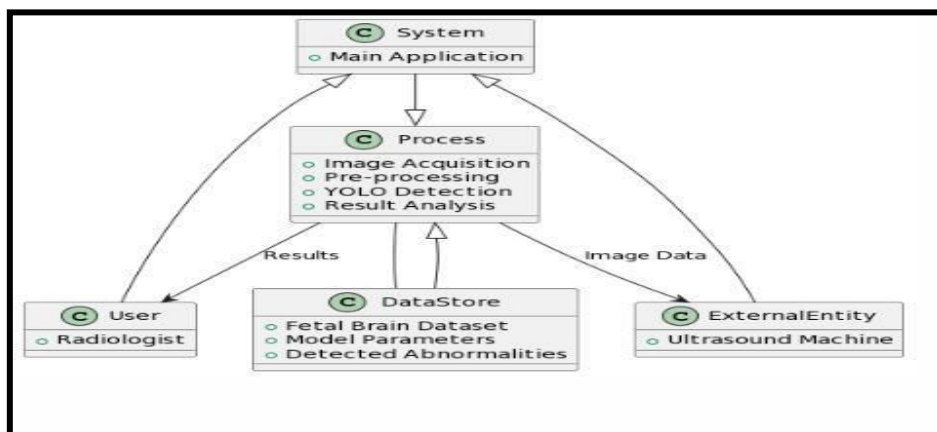 C System
Main Application
C Process
Image Acquisition
Pre-processing
YOLO Detection
Result Analysis
Results
Image Data
C User
Radiologist
C DataStore
Fetal Brain Dataset
Model Parameters
Detected Abnormalities
C ExternalEntity
Ultrasound Machine